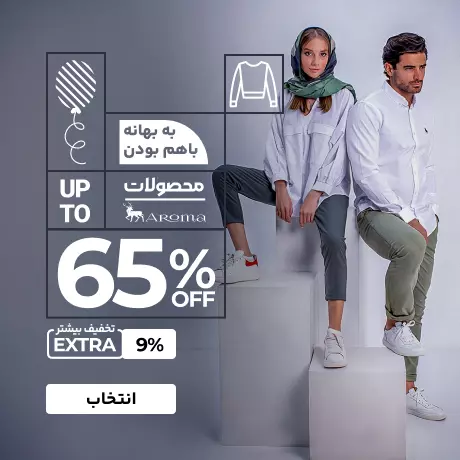 به بهانه
باهم بودن
UP
TO
محصولات
AROMA
65%
OFF
تخفیف بیشتر
EXTRA 9%
انتخاب